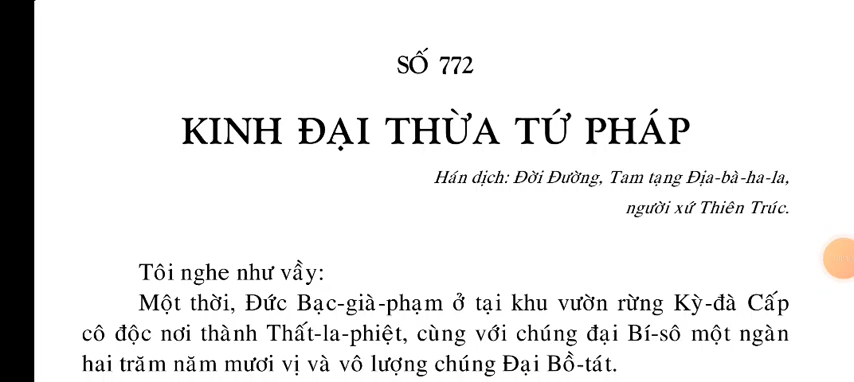 SỐ 772
KINH ĐẠI THỪA TỨ PHÁP
Hán dịch: Đời Đường, Tam tạng Địa-bà-ha-la,
người xứ Thiên Trúc.
Tôi nghe như vầy:
Một thời, Đức Bạc-già-phạm ở tại khu vườn rừng Kỳ-đà Cấp
cô độc nơi thành Thất-la-phiệt, cùng với chúng đại Bí-sô một ngàn
hai trăm năm mươi vị và vô lượng chúng Đại Bồ-tát.